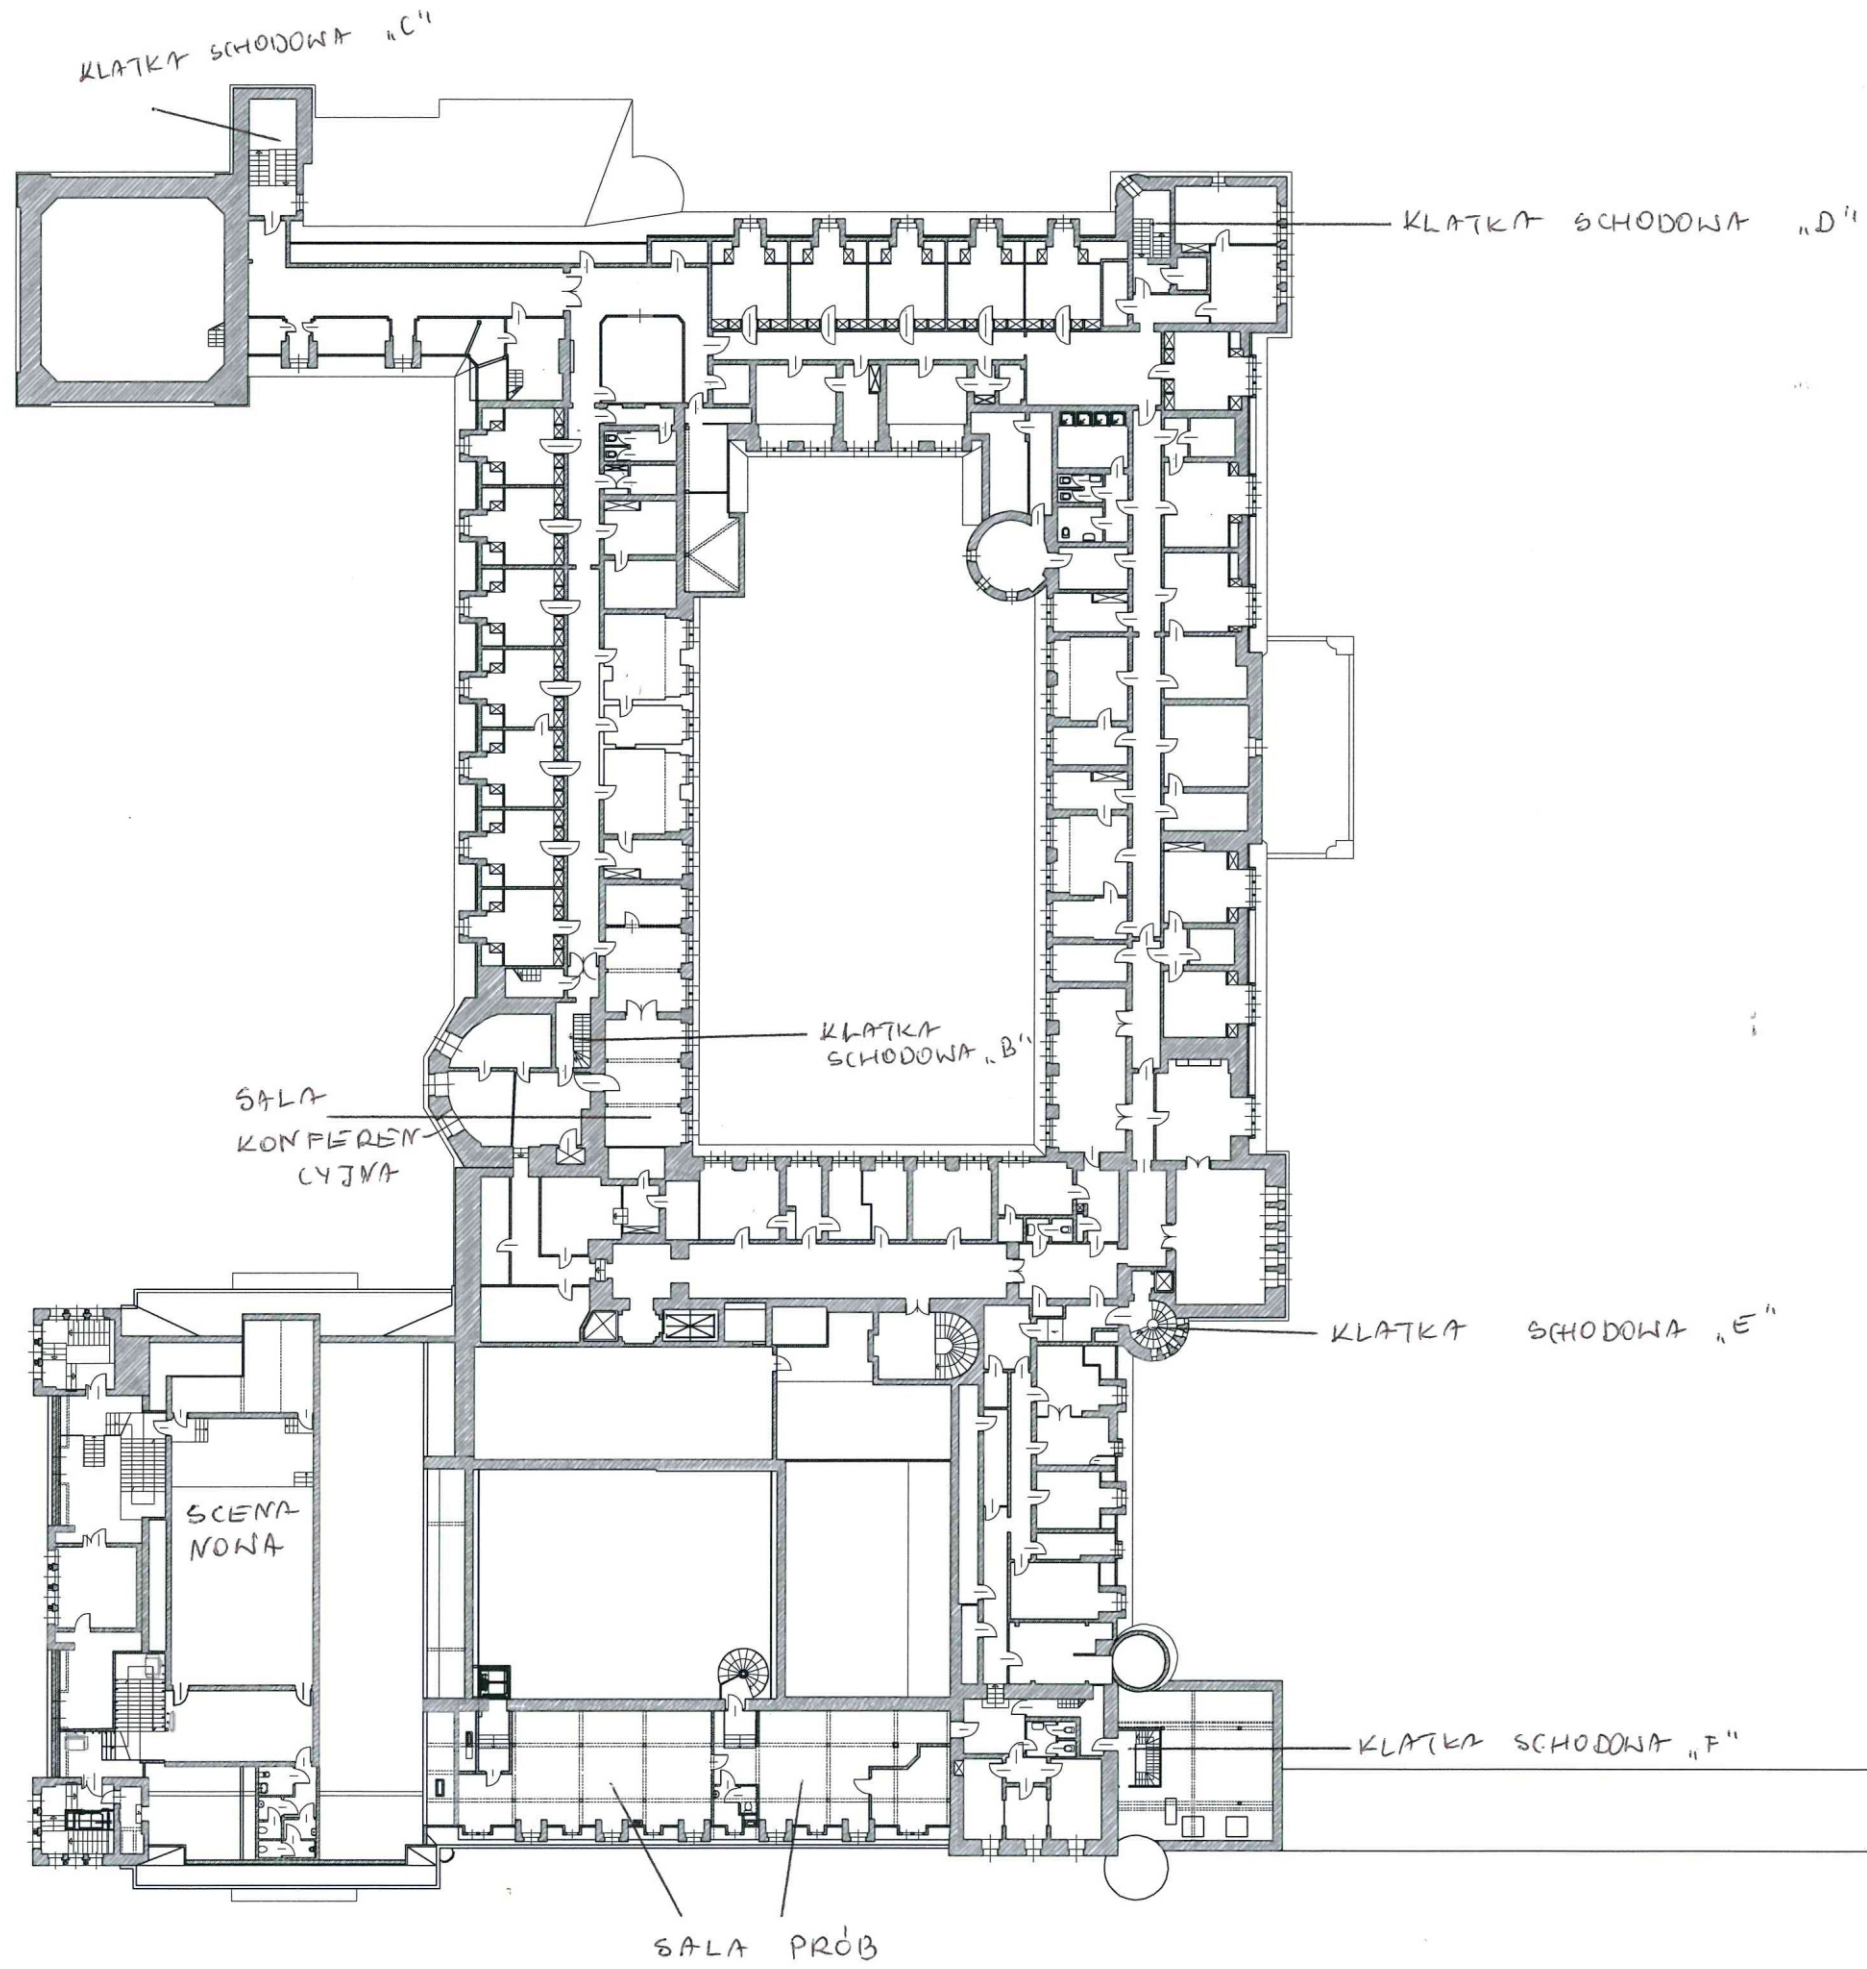 KLATKA SCHODOWA „C"
KLATKA SCHODOWA „D"
KLATKA
SCHODOWA „B"
SALA
KONFEREN
CYJNA
KLATKA SCHODOWA „E"
SCENA
NOWA
KLATKA SCHODOWA „F"
SALA PRÓB